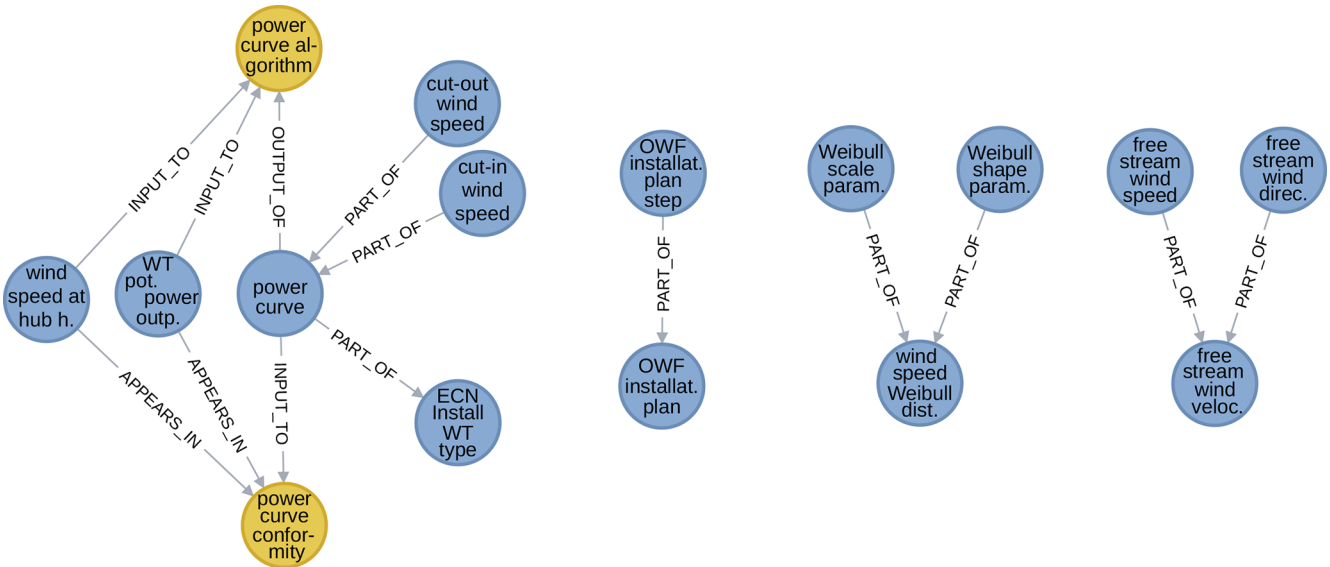 power
curve al-
gorithm
cut-out
wind
speed
cut-in
wind
speed
INPUT_TO
INPUT_TO
OUTPUT_OF
PART_OF
PART_OF
wind
speed at
hub h.
WT
pot.
power
outp.
power
curve
APPEARS_IN
APPEARS_IN
INPUT_TO
PART_OF
ECN
Install
WT
type
power
curve
confor-
mity
OWF
installat.
plan
step
PART_OF
OWF
installat.
plan
Weibull
scale
param.
Weibull
shape
param.
PART_OF
PART_OF
wind
speed
Weibull
dist.
free
stream
wind
speed
free
stream
wind
direc.
PART_OF
PART_OF
free
stream
wind
veloc.